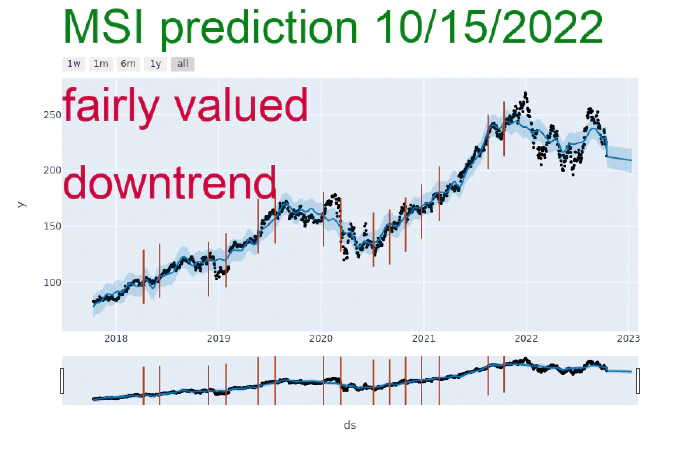 MSI prediction 10/15/2022
1w 1m 6m 1y all
fairly valued
downtrend
250
200
150
100
y
2018 2019 2020 2021 2022 2023
ds